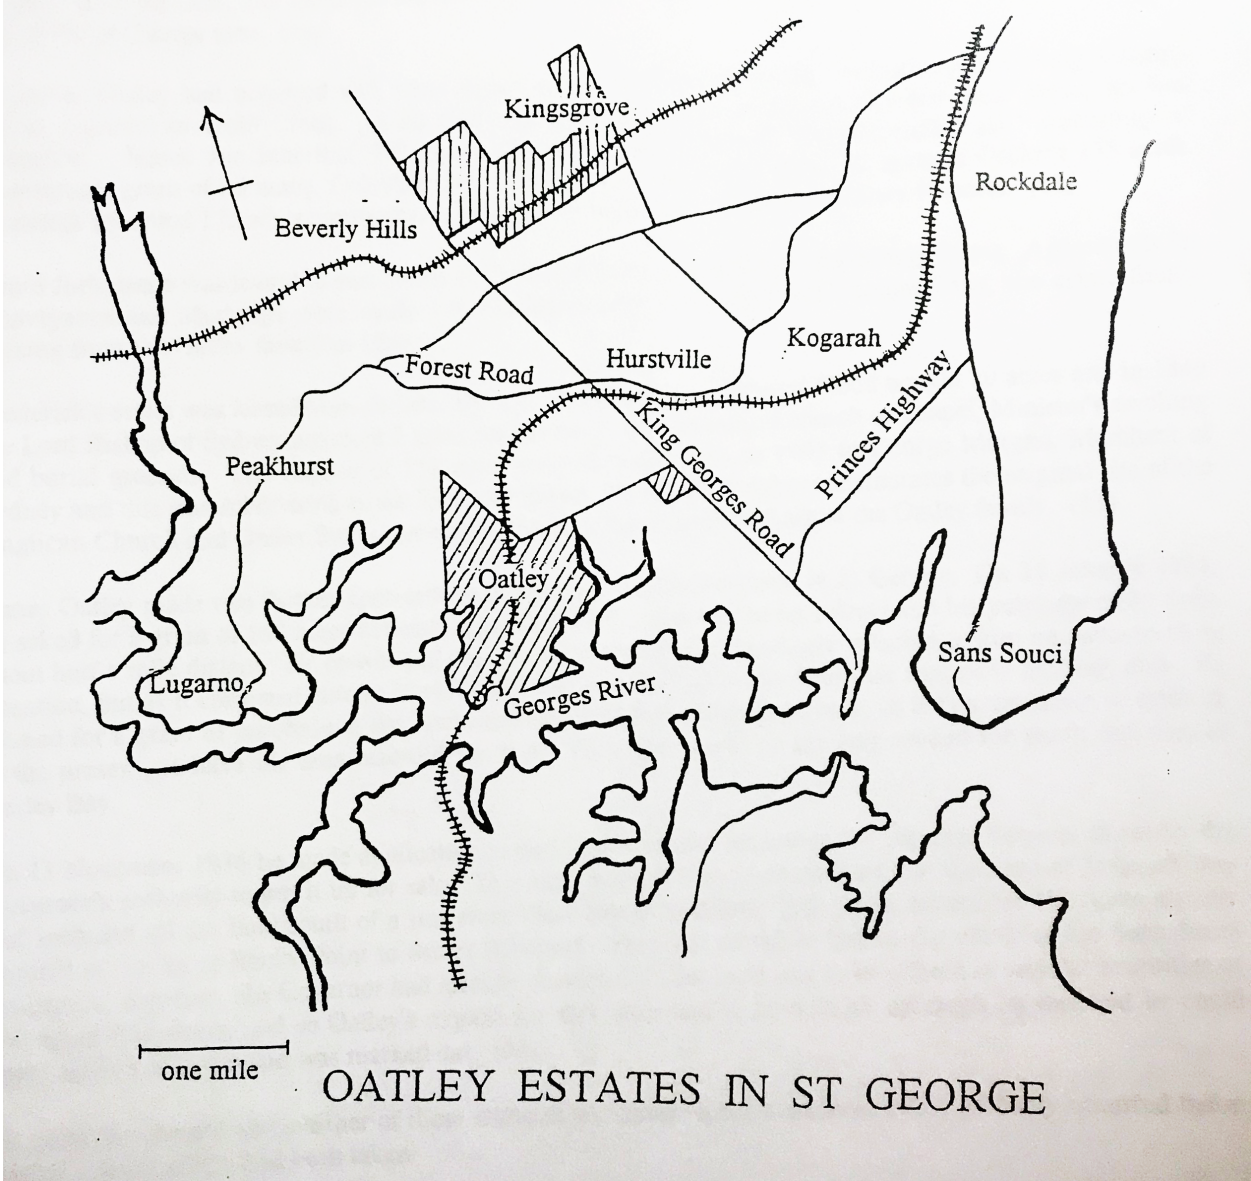 Kingsgrove
Rockdale
Beverly Hills
Kogarah
Hurstville
Forest Road
Princes Highway
King Georges Road
Peakhurst
Oatley
Sans Souci
Lugarno
Georges River
one mile
OATLEY ESTATES IN ST GEORGE